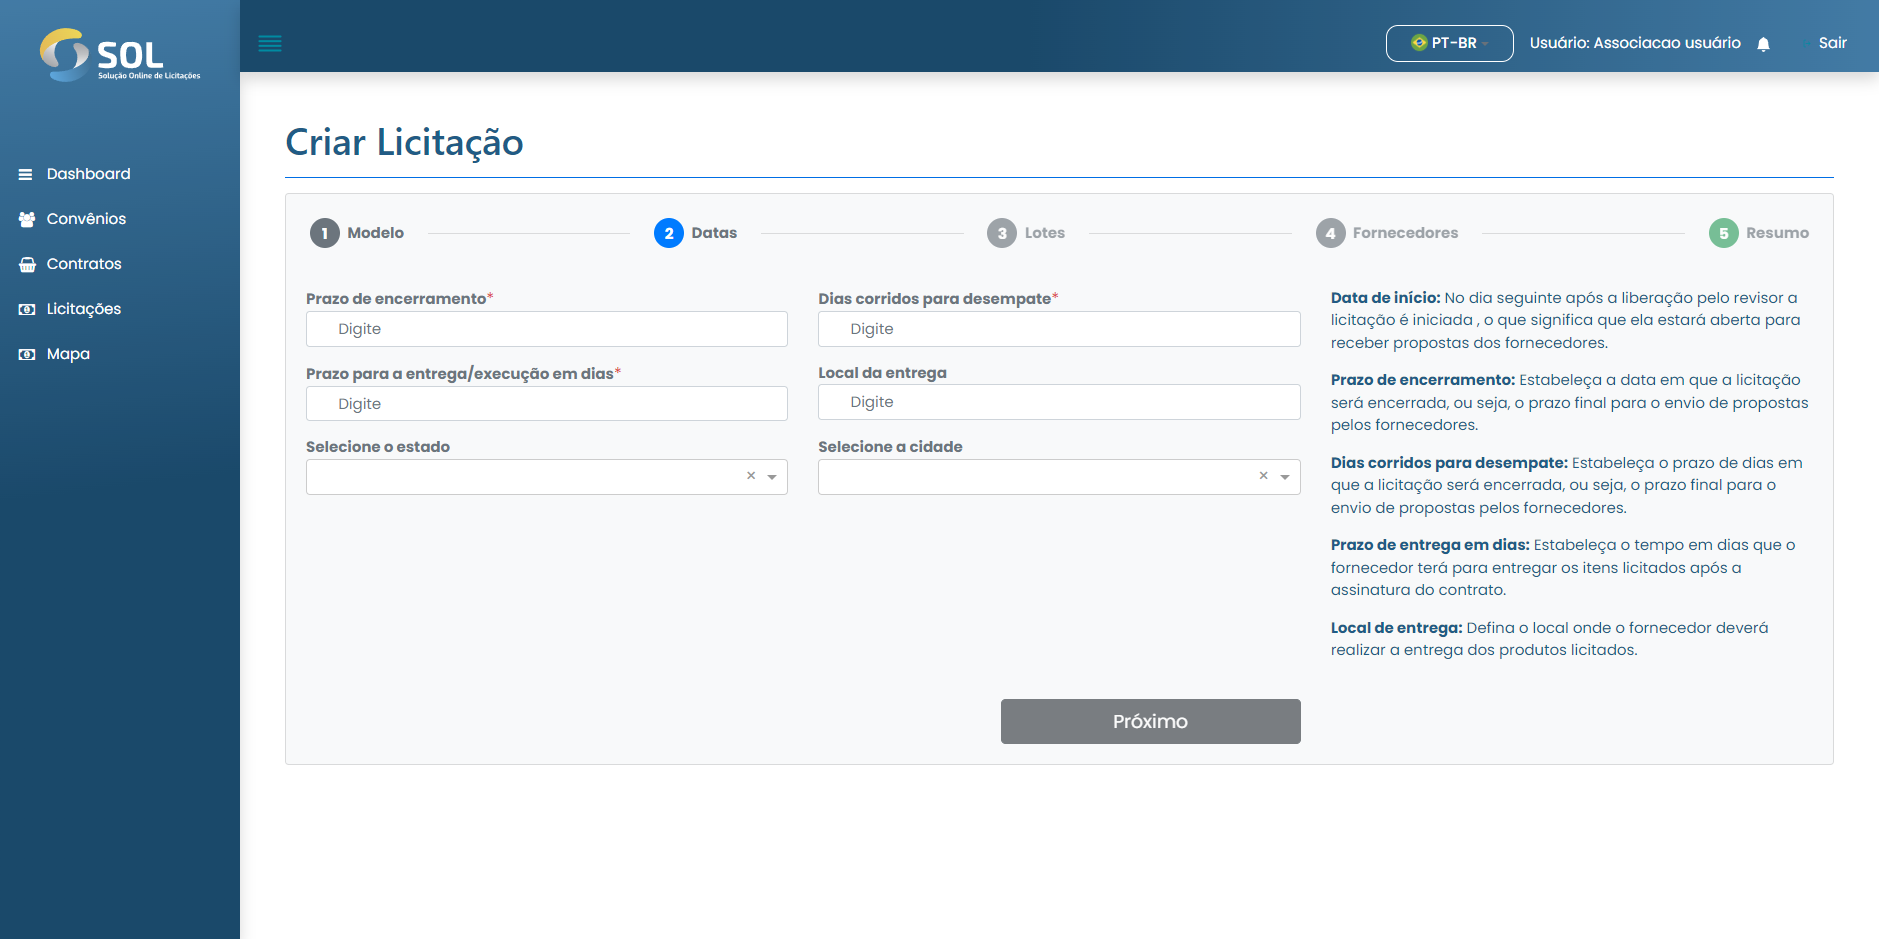 SOL
Solução Online de Licitações
PT-BR
Usuário: Associacao usuário
Sair
Dashboard
Convênios
Contratos
Licitações
Mapa
Criar Licitação
1 Modelo
2 Datas
3 Lotes
4 Fornecedores
5 Resumo
Prazo de encerramento*
Digite
Dias corridos para desempate*
Digite
Prazo para a entrega/execução em dias*
Digite
Local da entrega
Digite
Selecione o estado
×
Selecione a cidade
×
Data de início: No dia seguinte após a liberação pelo revisor a
licitação é iniciada , o que significa que ela estará aberta para
receber propostas dos fornecedores.
Prazo de encerramento: Estabeleça a data em que a licitação
será encerrada, ou seja, o prazo final para o envio de propostas
pelos fornecedores.
Dias corridos para desempate: Estabeleça o prazo de dias em
que a licitação será encerrada, ou seja, o prazo final para o
envio de propostas pelos fornecedores.
Prazo de entrega em dias: Estabeleça o tempo em dias que o
fornecedor terá para entregar os itens licitados após a
assinatura do contrato.
Local de entrega: Defina o local onde o fornecedor deverá
realizar a entrega dos produtos licitados.
Próximo